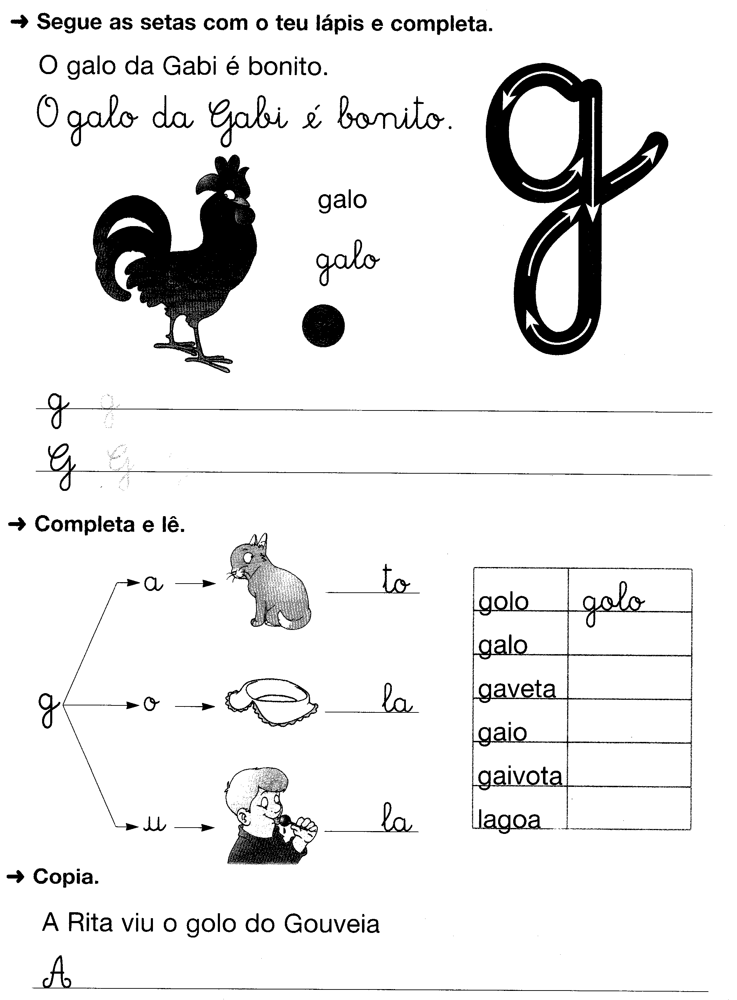 → Segue as setas com o teu lápis e completa.
O galo da Gabi é bonito.
O galo da Gabi é bonito.
g
galo
galo
g g
G G
→ Completa e lê.
g
a
to
o
la
u
la
golo golo
galo
gaveta
gaio
gaivota
lagoa
→ Copia.
A Rita viu o golo do Gouveia
A